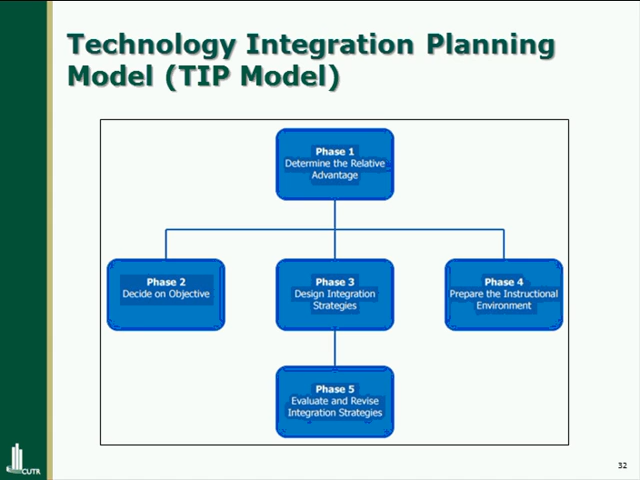 Technology Integration Planning
Model (TIP Model)
Phase 1
Determine the Relative
Advantage
Phase 2
Decide on Objective
Phase 3
Design Integration
Strategies
Phase 4
Prepare the Instructional
Environment
Phase 5
Evaluate and Revise
Integration Strategies
CUTR
32